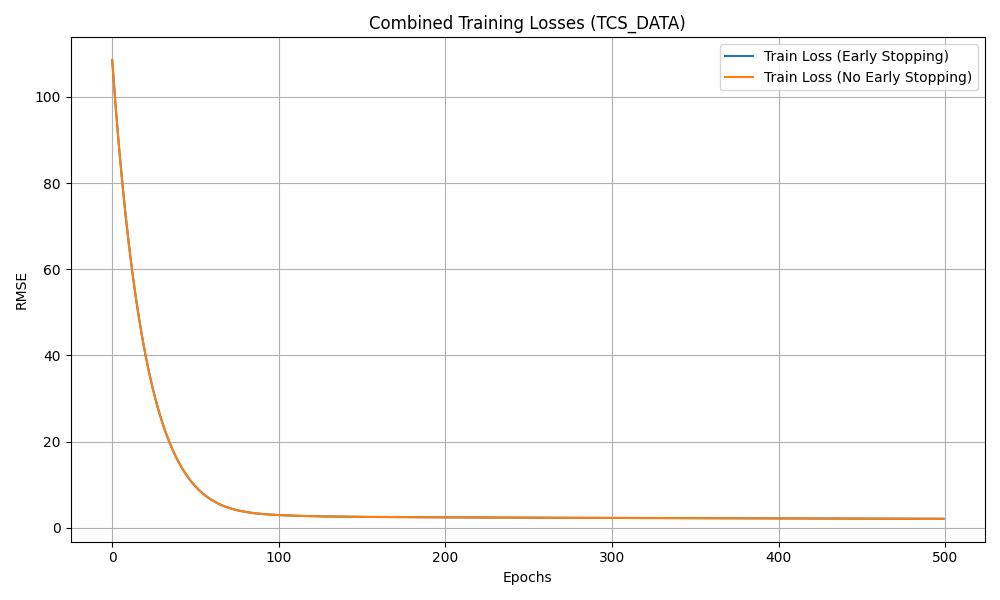 Combined Training Losses (TCS_DATA)
Train Loss (Early Stopping)
Train Loss (No Early Stopping)
RMSE
100
80
60
40
20
0
0 100 200 300 400 500
Epochs